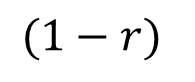 (1 − r)